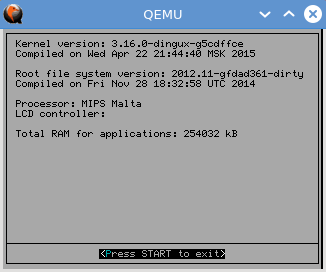 QEMU
Kernel version: 3.16.0-dingux-g5cdffce
Compiled on Wed Apr 22 21:44:40 MSK 2015
Root file system version: 2012.11-gfdad361-dirty
Compiled on Fri Nov 28 18:32:58 UTC 2014
Processor: MIPS Malta
LCD controller:
Total RAM for applications: 254032 kB
<Press START to exit>